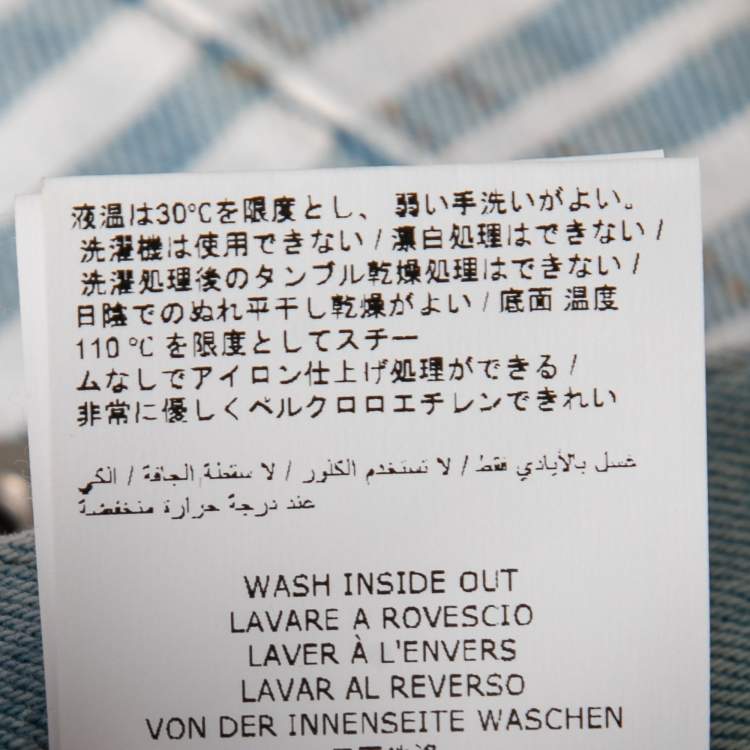 液温は30℃を限度とし、弱い手洗いがよい。
洗濯機は使用できない / 漂白処理はできない /
洗濯処理後のタンブル乾燥処理はできない /
日陰でのぬれ平干し乾燥がよい / 底面 温度
110 ℃ を限度としてスチー
ムなしでアイロン仕上げ処理ができる /
非常に優しくペルクロロエチレンできれい
غسل بالأيادي فقط / لا تستخدم الكلور / لا سقطة الجافة / الكي
عند درجة حرارة منخفضة
WASH INSIDE OUT
LAVARE A ROVESCIO
LAVER À L'ENVERS
LAVAR AL REVERSO
VON DER INNENSEITE WASCHEN